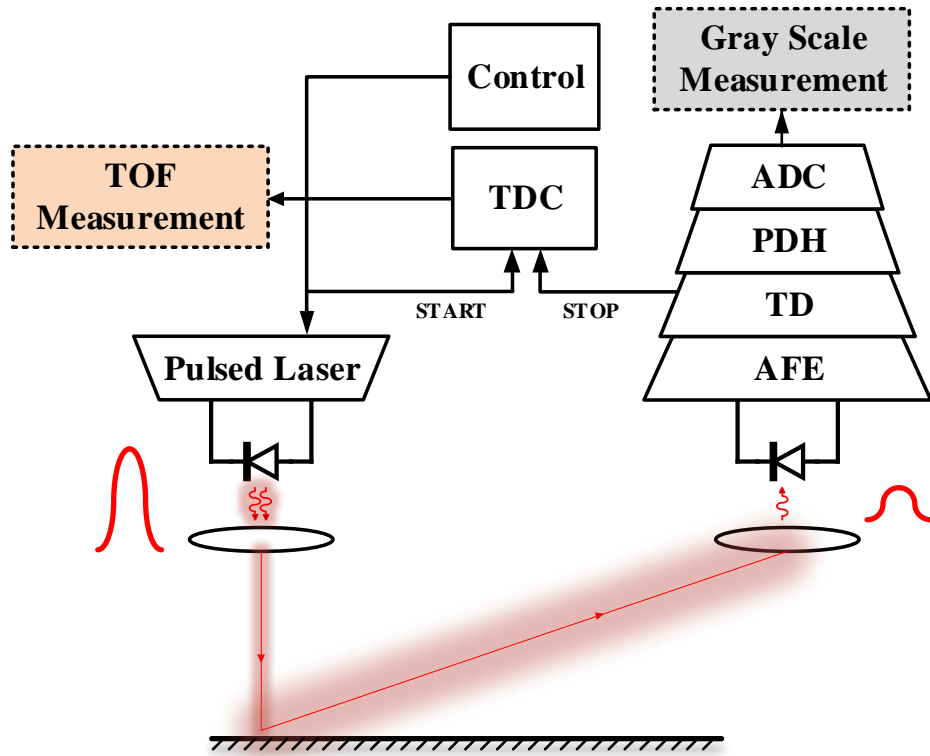 Control
Gray Scale
Measurement
TOF
Measurement
TDC
ADC
PDH
TD
AFE
START
STOP
Pulsed Laser